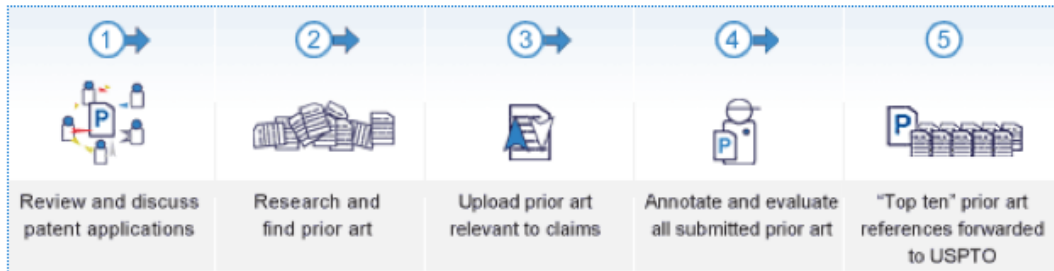 1
2
3
4
5
P
P
P
Review and discuss
patent applications
Research and
find prior art
Upload prior art
relevant to claims
Annotate and evaluate
all submitted prior art
“Top ten” prior art
references forwarded
to USPTO